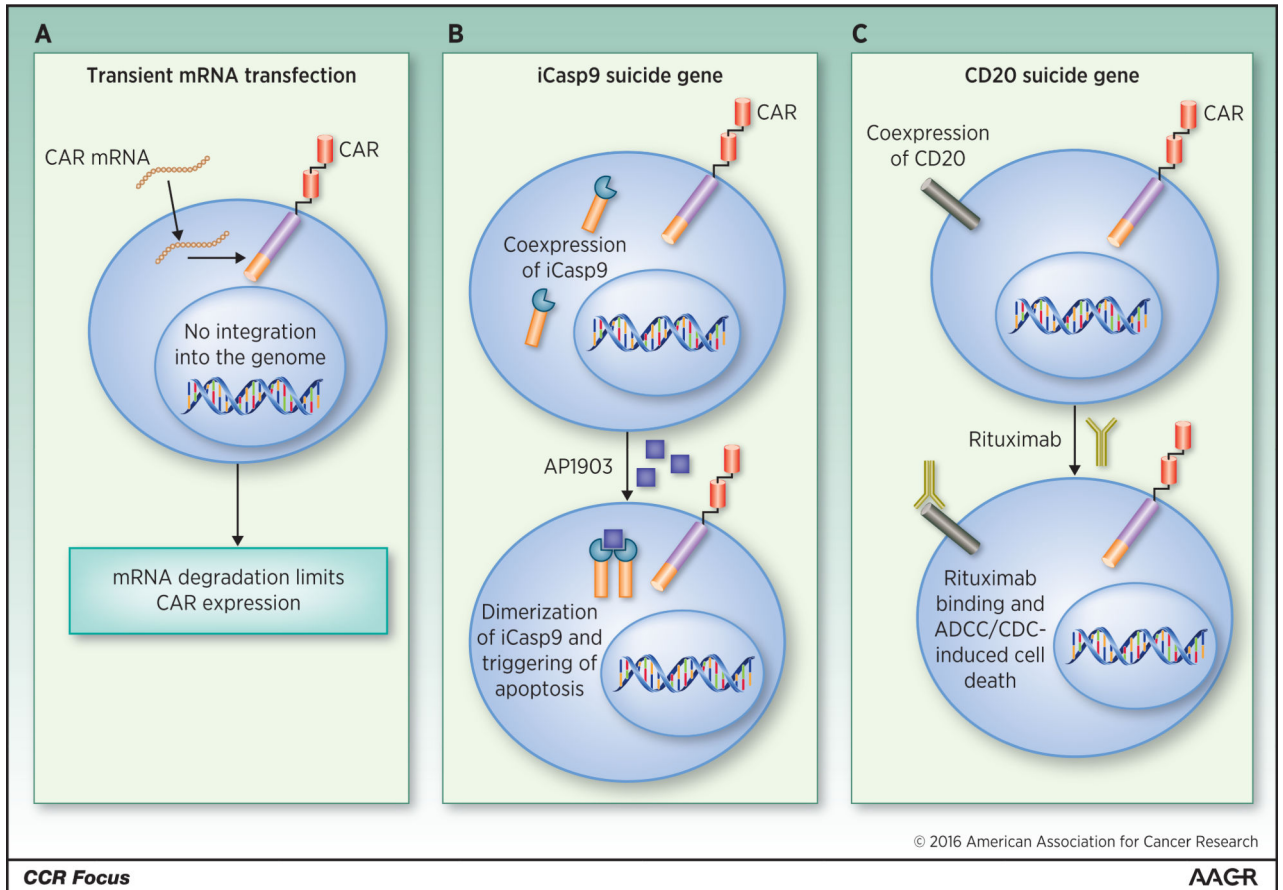 A
Transient mRNA transfection
CAR mRNA
CAR
No integration
into the genome
mRNA degradation limits
CAR expression
B
iCasp9 suicide gene
CAR
Coexpression
of iCasp9
AP1903
Dimerization
of iCasp9 and
triggering of
apoptosis
C
CD20 suicide gene
Coexpression
of CD20
CAR
Rituximab
Rituximab
binding and
ADCC/CDC-
induced cell
death
© 2016 American Association for Cancer Research
CCR Focus
AACR